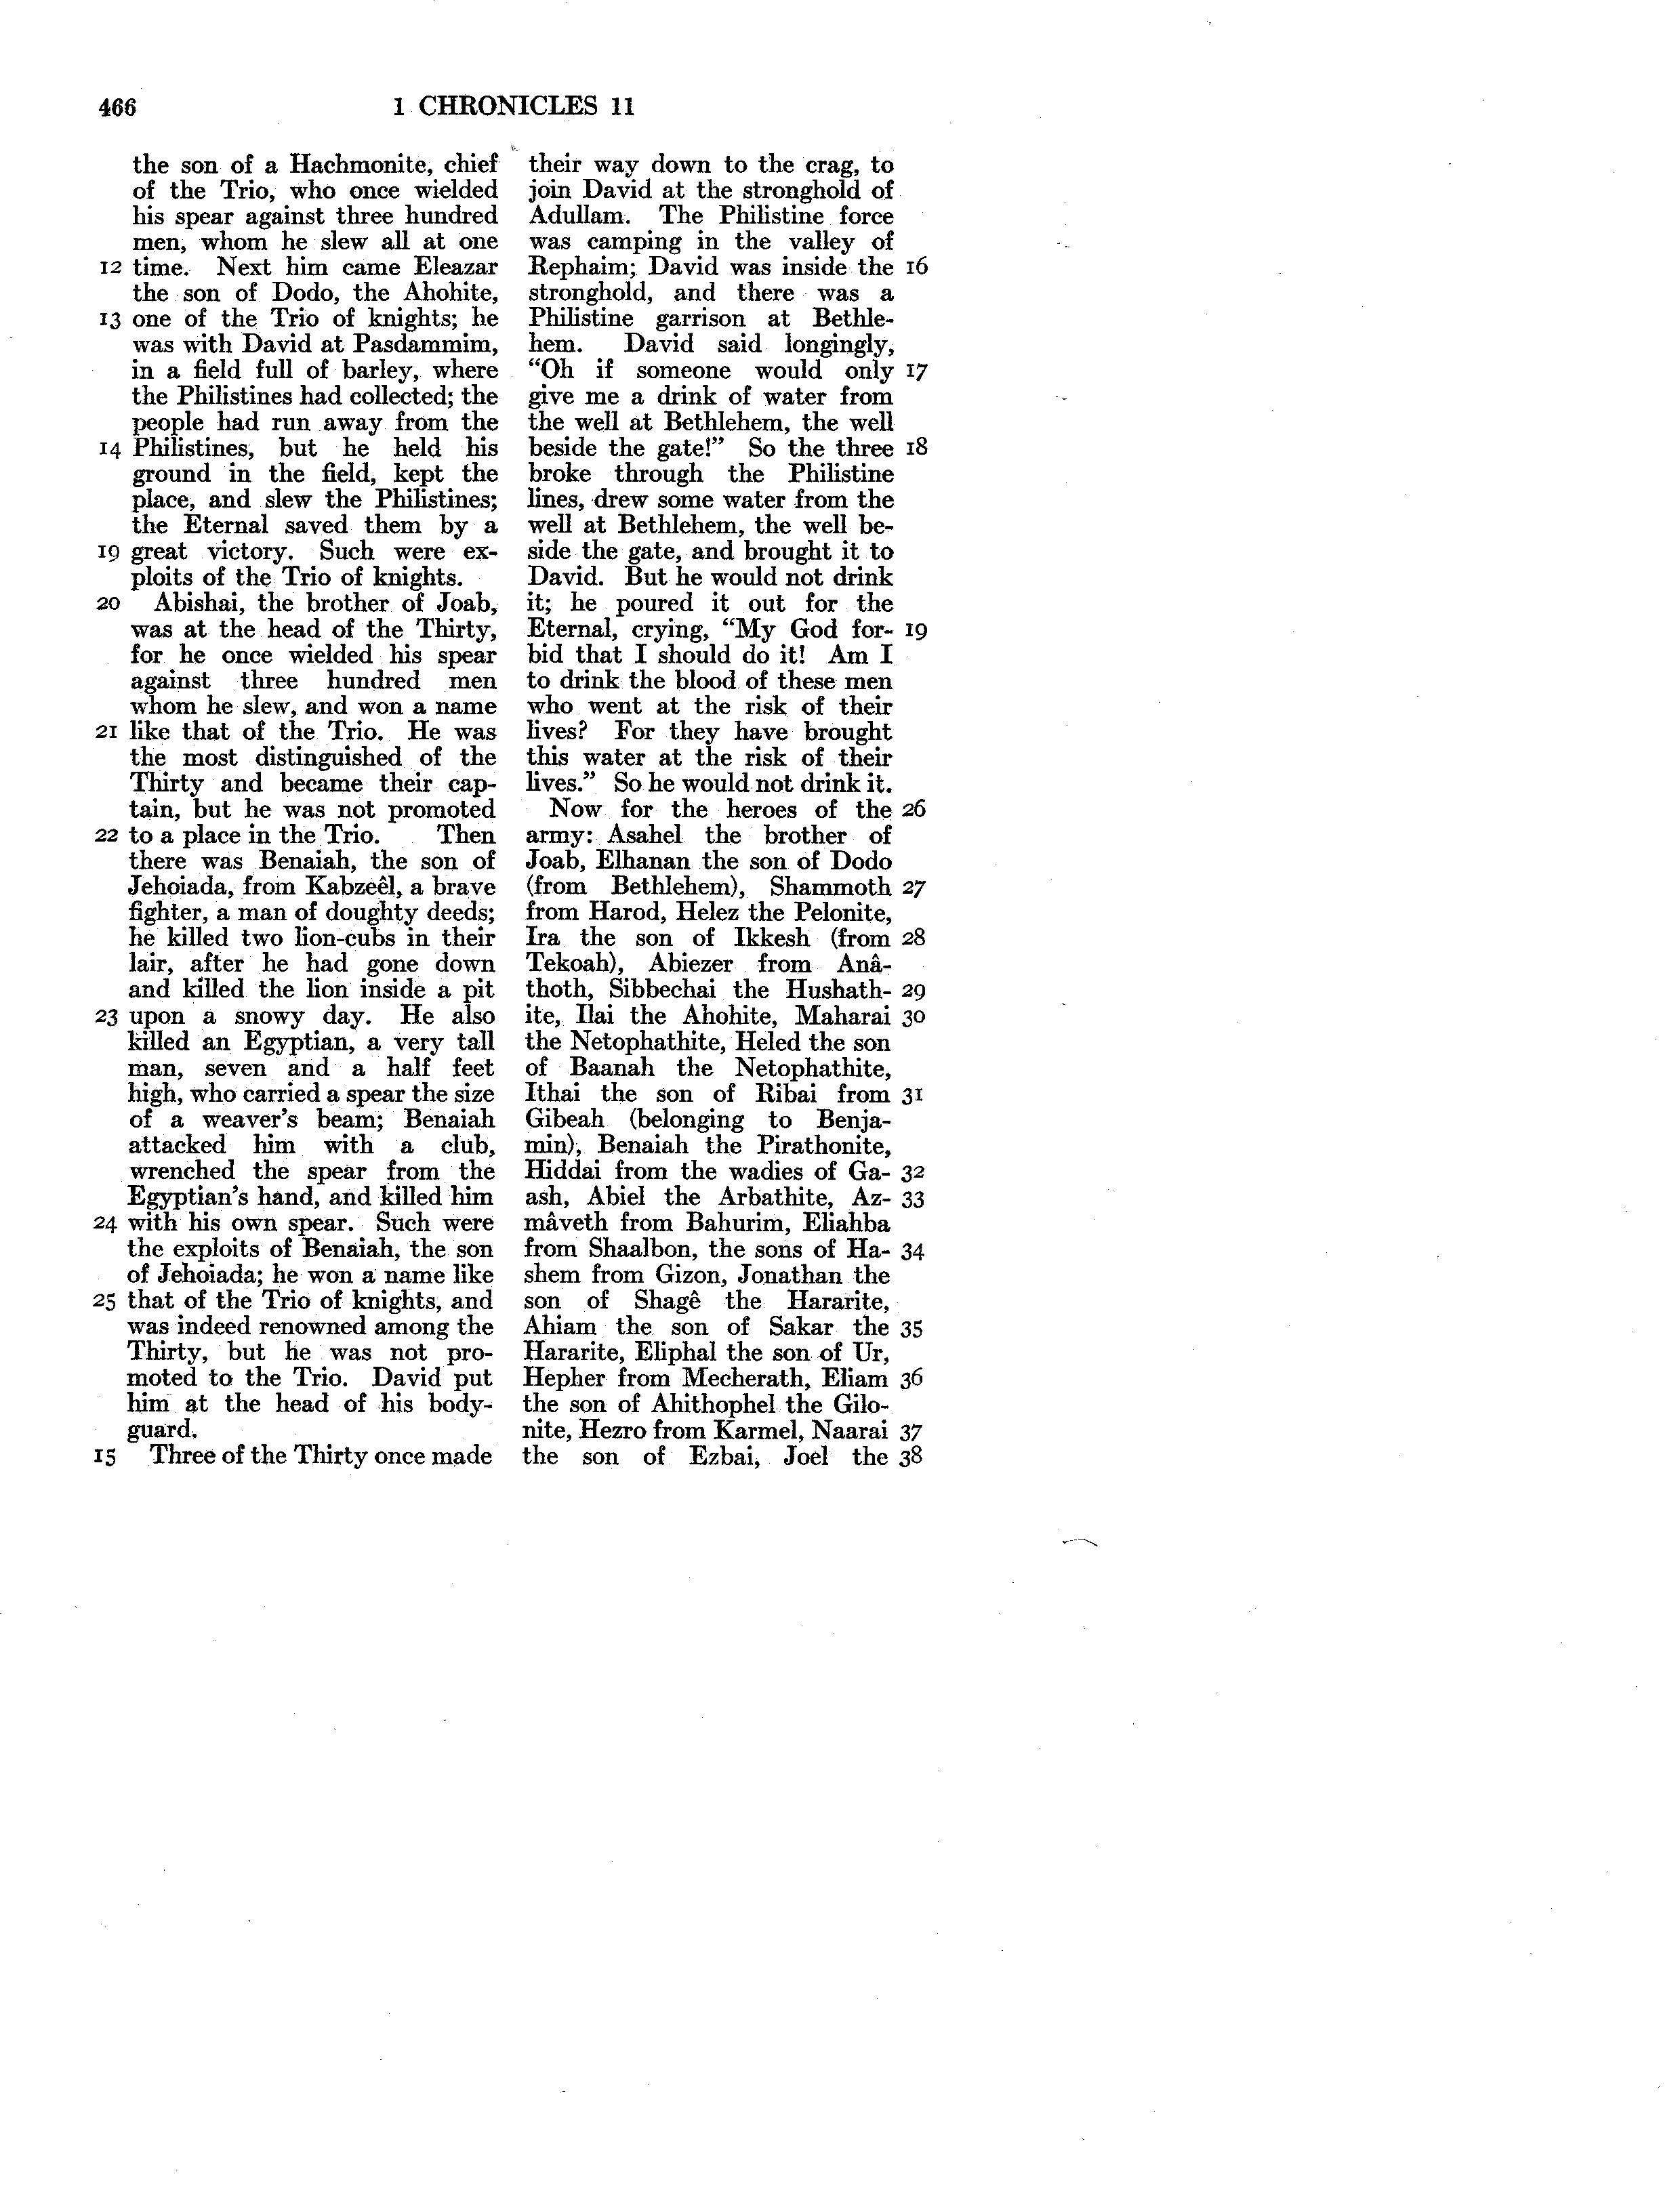 466 1 CHRONICLES 11
the son of a Hachmonite, chief
of the Trio, who once wielded
his spear against three hundred
men, whom he slew all at one
12 time. Next him came Eleazar
the son of Dodo, the Ahohite,
13 one of the Trio of knights; he
was with David at Pasdammim,
in a field full of barley, where
the Philistines had collected; the
people had run away from the
14 Philistines, but he held his
ground in the field, kept the
place, and slew the Philistines;
the Eternal saved them by a
19 great victory. Such were ex-
ploits of the Trio of knights.
20 Abishai, the brother of Joab,
was at the head of the Thirty,
for he once wielded his spear
against three hundred men
whom he slew, and won a name
21 like that of the Trio. He was
the most distinguished of the
Thirty and became their cap-
tain, but he was not promoted
22 to a place in the Trio. Then
there was Benaiah, the son of
Jehoiada, from Kabzeêl, a brave
fighter, a man of doughty deeds;
he killed two lion-cubs in their
lair, after he had gone down
and killed the lion inside a pit
23 upon a snowy day. He also
killed an Egyptian, a very tall
man, seven and a half feet
high, who carried a spear the size
of a weaver's beam; Benaiah
attacked him with a club,
wrenched the spear from the
Egyptian's hand, and killed him
24 with his own spear. Such were
the exploits of Benaiah, the son
of Jehoiada; he won a name like
25 that of the Trio of knights, and
was indeed renowned among the
Thirty, but he was not pro-
moted to the Trio. David put
him at the head of his body-
guard.
15 Three of the Thirty once made
their way down to the crag, to
join David at the stronghold of
Adullam. The Philistine force
was camping in the valley of
Rephaim; David was inside the 16
stronghold, and there was a
Philistine garrison at Bethle-
hem. David said longingly,
"Oh if someone would only 17
give me a drink of water from
the well at Bethlehem, the well
beside the gate!" So the three 18
broke through the Philistine
lines, drew some water from the
well at Bethlehem, the well be-
side the gate, and brought it to
David. But he would not drink
it; he poured it out for the
Eternal, crying, "My God for- 19
bid that I should do it! Am I
to drink the blood of these men
who went at the risk of their
lives? For they have brought
this water at the risk of their
lives." So he would not drink it.
Now for the heroes of the 26
army: Asahel the brother of
Joab, Elhanan the son of Dodo
(from Bethlehem), Shammoth 27
from Harod, Helez the Pelonite,
Ira the son of Ikkesh (from 28
Tekoah), Abiezer from Anâ-
thoth, Sibbechai the Hushath- 29
ite, Ilai the Ahohite, Maharai 30
the Netophathite, Heled the son
of Baanah the Netophathite,
Ithai the son of Ribai from 31
Gibeah (belonging to Benja-
min), Benaiah the Pirathonite,
Hiddai from the wadies of Ga- 32
ash, Abiel the Arbathite, Az- 33
mâveth from Bahurim, Eliahba
from Shaalbon, the sons of Ha- 34
shem from Gizon, Jonathan the
son of Shagê the Hararite,
Ahiam the son of Sakar the 35
Hararite, Eliphal the son of Ur,
Hepher from Mecherath, Eliam 36
the son of Ahithophel the Gilo-
nite, Hezro from Karmel, Naarai 37
the son of Ezbai, Joel the 38